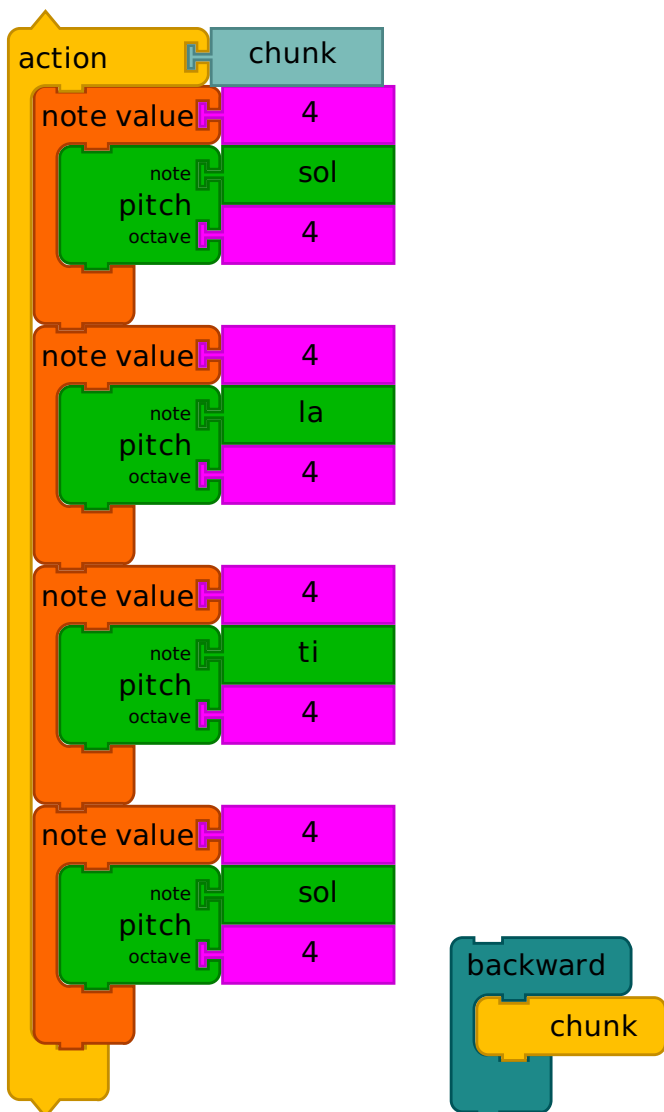 action chunk
note value 4
note sol
pitch
octave 4
note value 4
note la
pitch
octave 4
note value 4
note ti
pitch
octave 4
note value 4
note sol
pitch
octave 4
backward
chunk